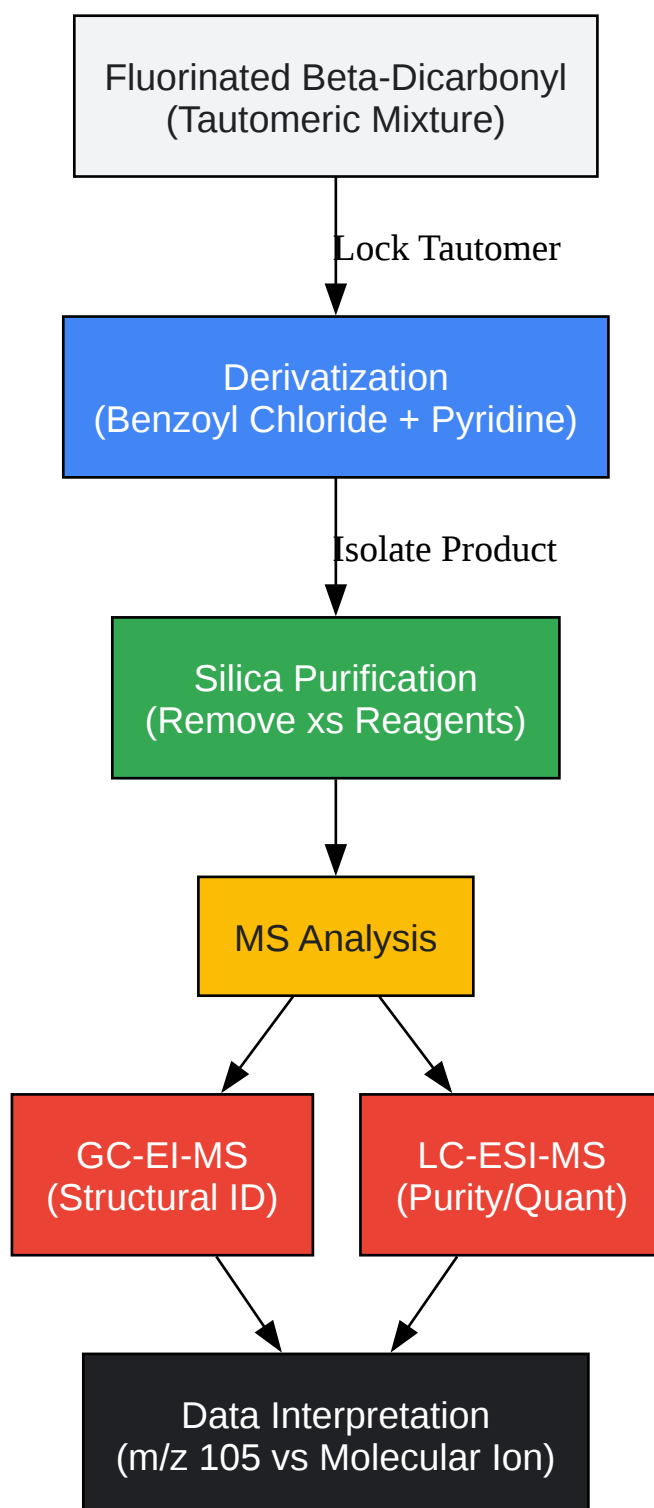 Fluorinated Beta-Dicarbonyl
(Tautomeric Mixture)
Lock Tautomer
Derivatization
(Benzoyl Chloride + Pyridine)
Isolate Product
Silica Purification
(Remove xs Reagents)
MS Analysis
GC-EI-MS
(Structural ID)
LC-ESI-MS
(Purity/Quant)
Data Interpretation
(m/z 105 vs Molecular Ion)